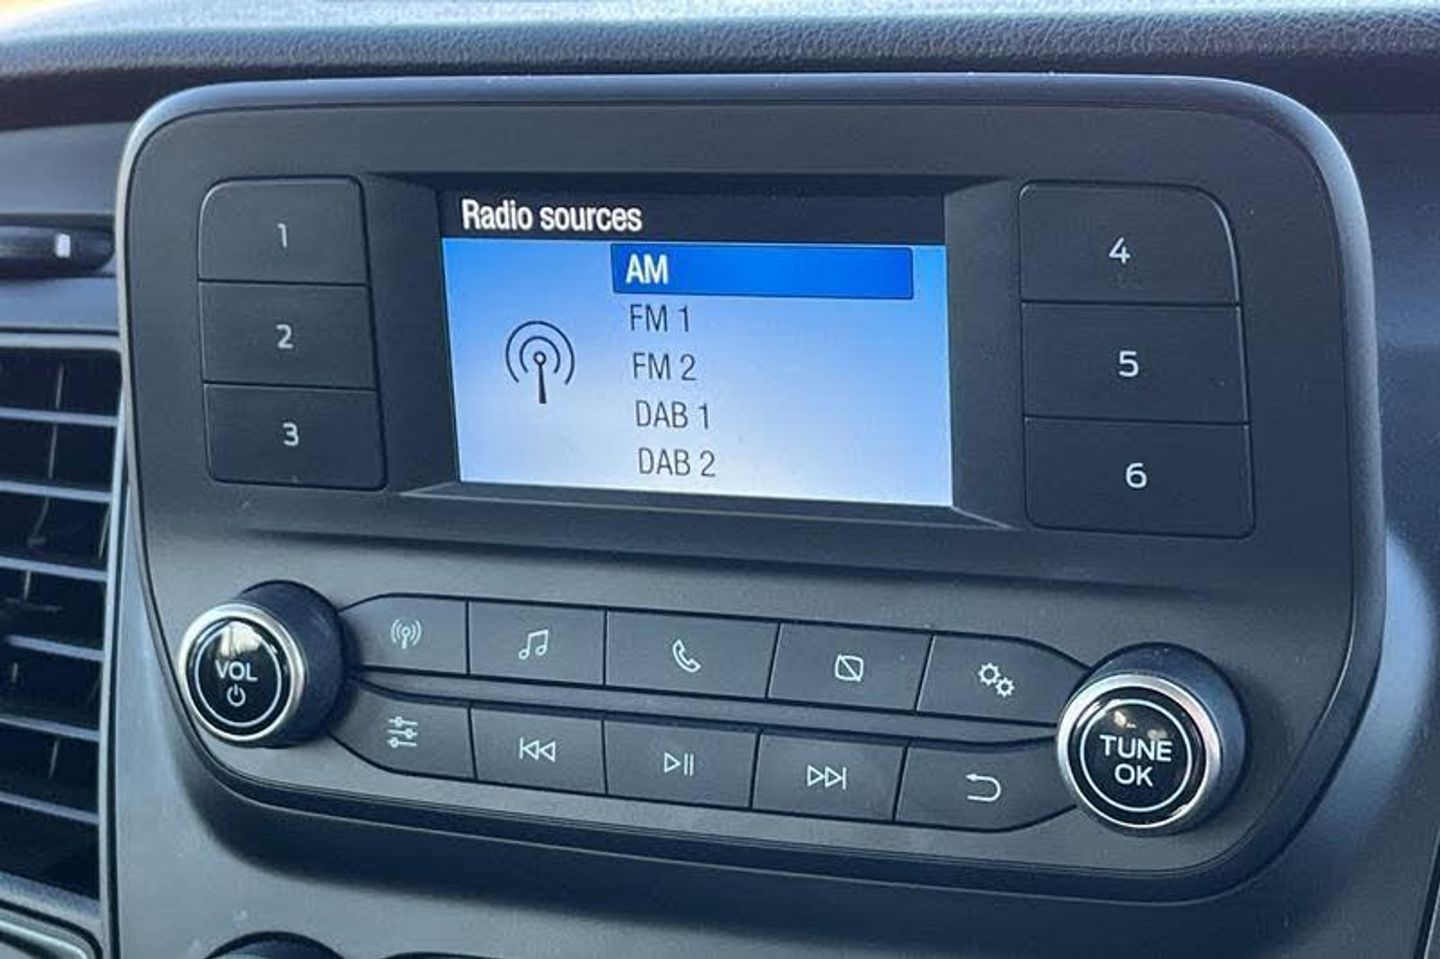 Radio sources
AM
FM 1
FM 2
DAB 1
DAB 2
1
2
3
4
5
6
VOL
TUNE
OK